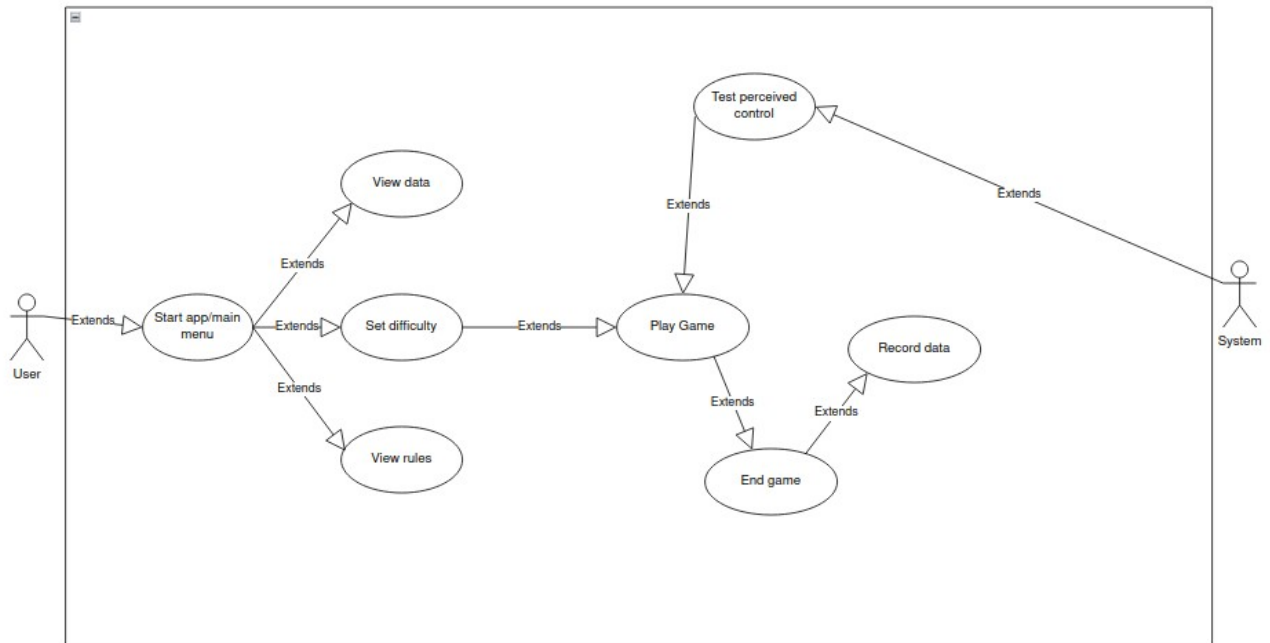 Test perceived
control
View data
Extends
Extends
Extends
Start app/main
menu
Extends
Extends
Set difficulty
Extends
Play Game
Record data
System
User
Extends
Extends
Extends
View rules
End game